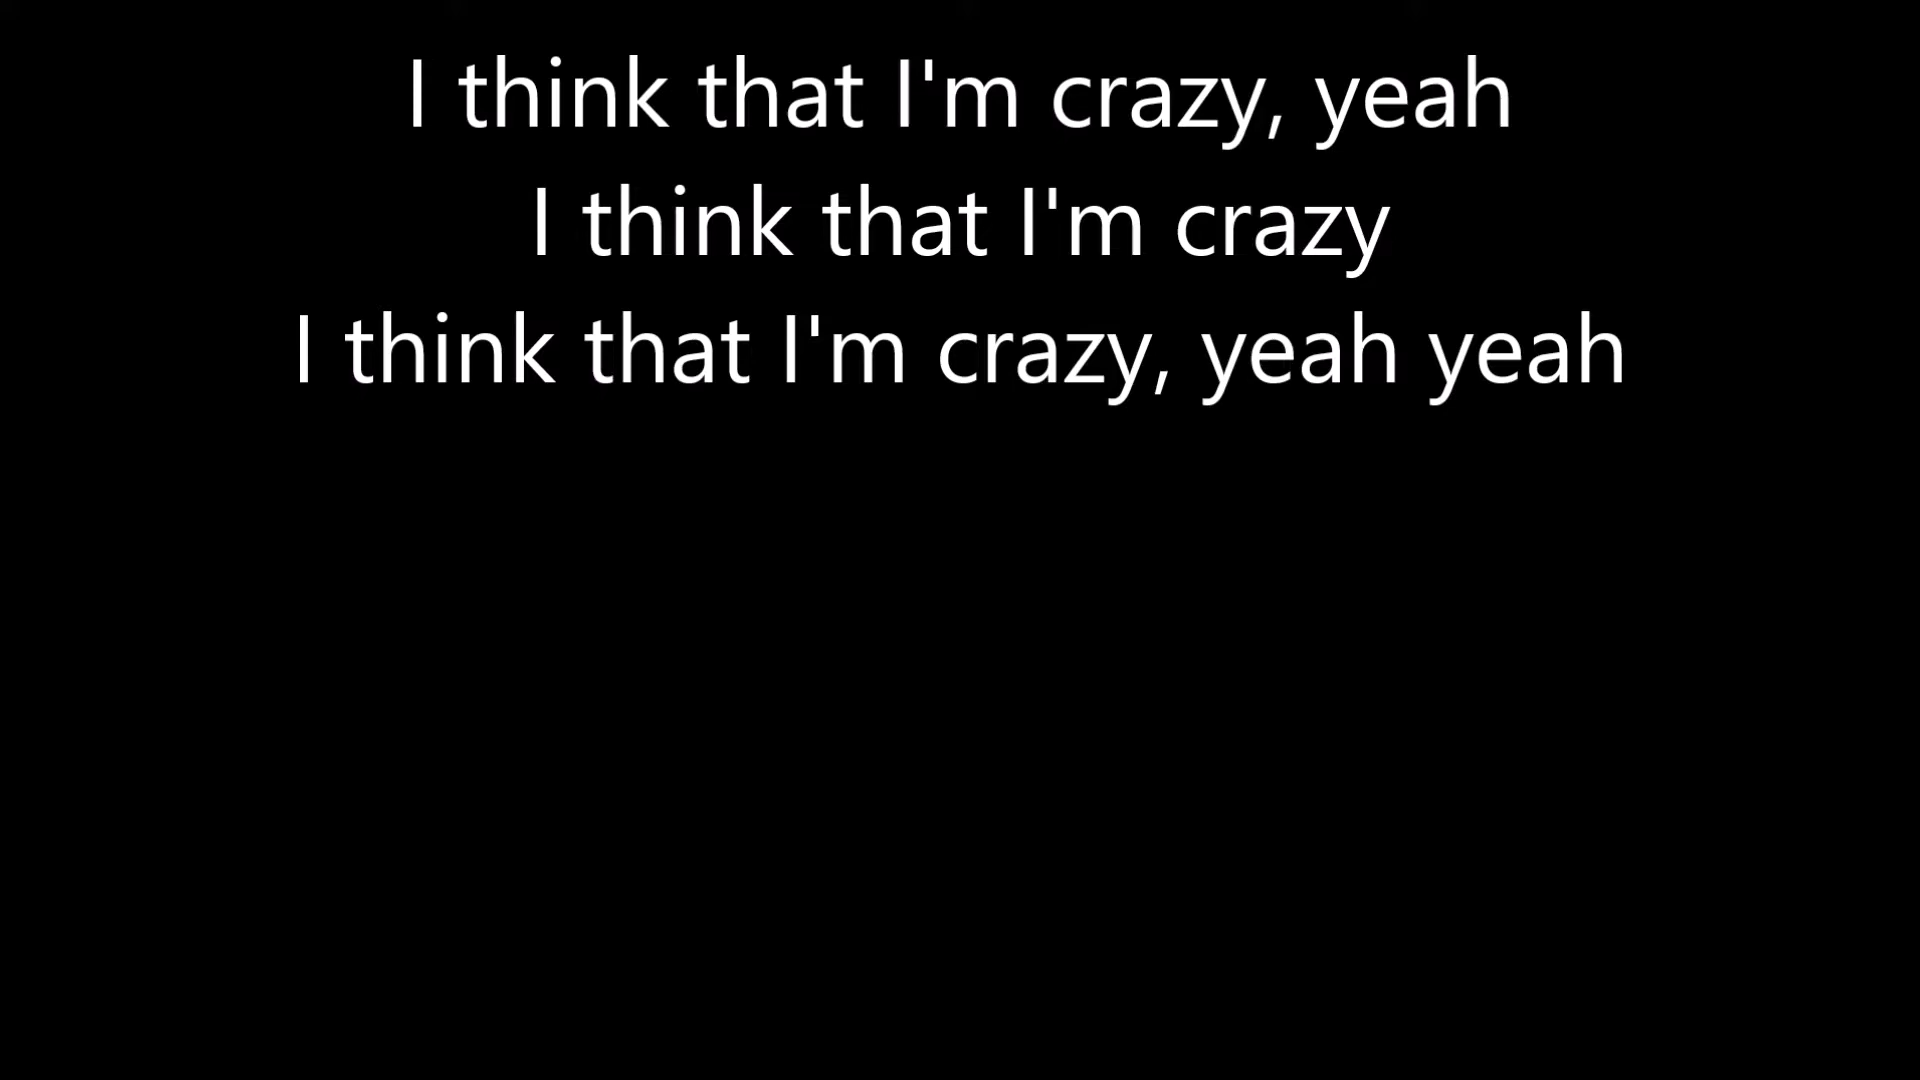 I think that I'm crazy, yeah
I think that I'm crazy
I think that I'm crazy, yeah yeah